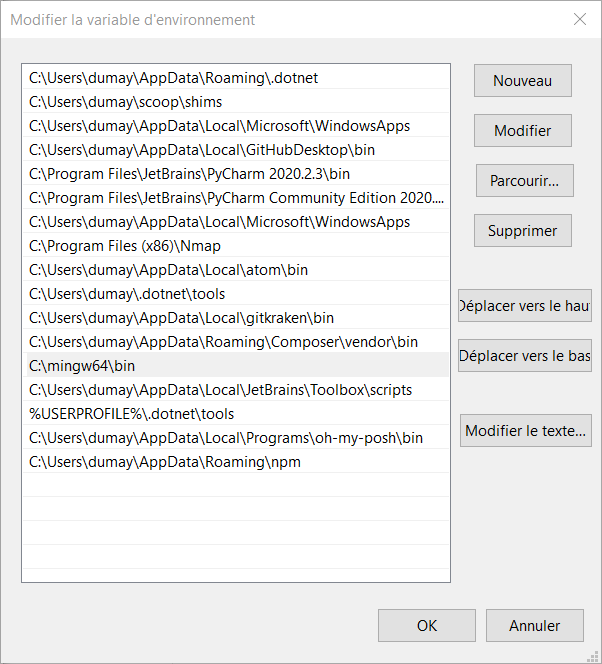 Modifier la variable d'environnement
C:\Users\dumay\AppData\Roaming\.dotnet
C:\Users\dumay\scoop\shims
C:\Users\dumay\AppData\Local\Microsoft\WindowsApps
C:\Users\dumay\AppData\Local\GitHubDesktop\bin
C:\Program Files\JetBrains\PyCharm 2020.2.3\bin
C:\Program Files\JetBrains\PyCharm Community Edition 2020....
C:\Users\dumay\AppData\Local\Microsoft\WindowsApps
C:\Program Files (x86)\Nmap
C:\Users\dumay\AppData\Local\atom\bin
C:\Users\dumay\.dotnet\tools
C:\Users\dumay\AppData\Local\gitkraken\bin
C:\Users\dumay\AppData\Roaming\Composer\vendor\bin
C:\mingw64\bin
C:\Users\dumay\AppData\Local\JetBrains\Toolbox\scripts
%USERPROFILE%\.dotnet\tools
C:\Users\dumay\AppData\Local\Programs\oh-my-posh\bin
C:\Users\dumay\AppData\Roaming\npm
Nouveau
Modifier
Parcourir...
Supprimer
Déplacer vers le hau
Déplacer vers le bas
Modifier le texte...
OK
Annuler